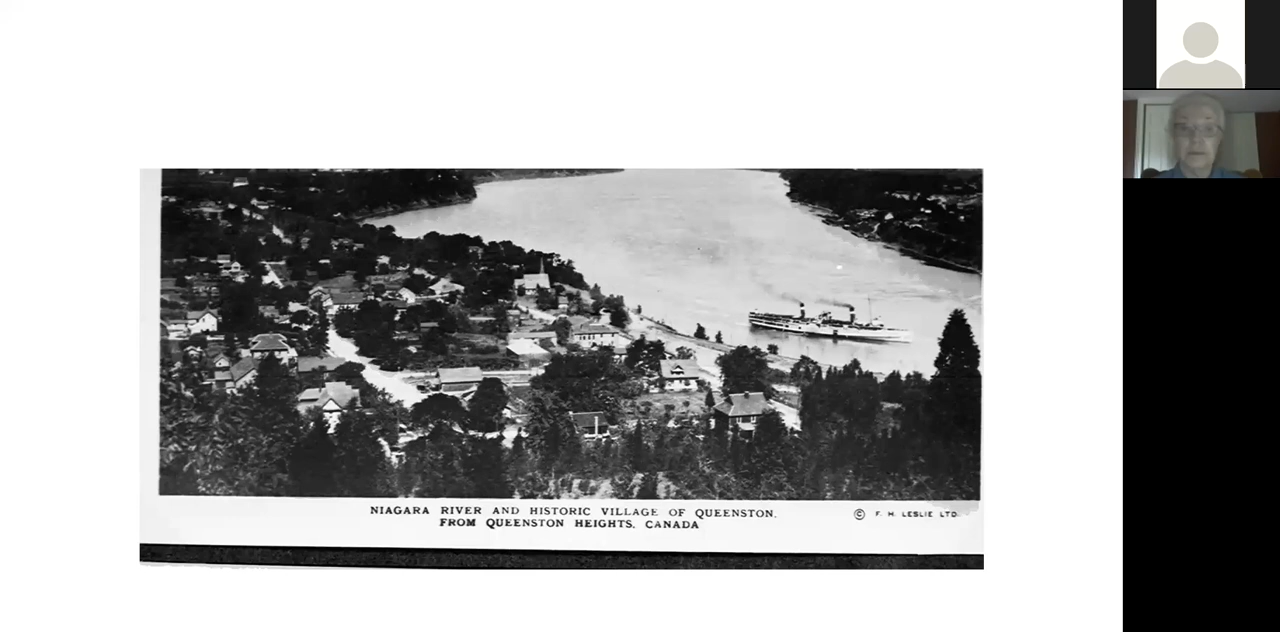 NIAGARA RIVER AND HISTORIC VILLAGE OF QUEENSTON,
FROM QUEENSTON HEIGHTS, CANADA
© F. H. LESLIE LTD.